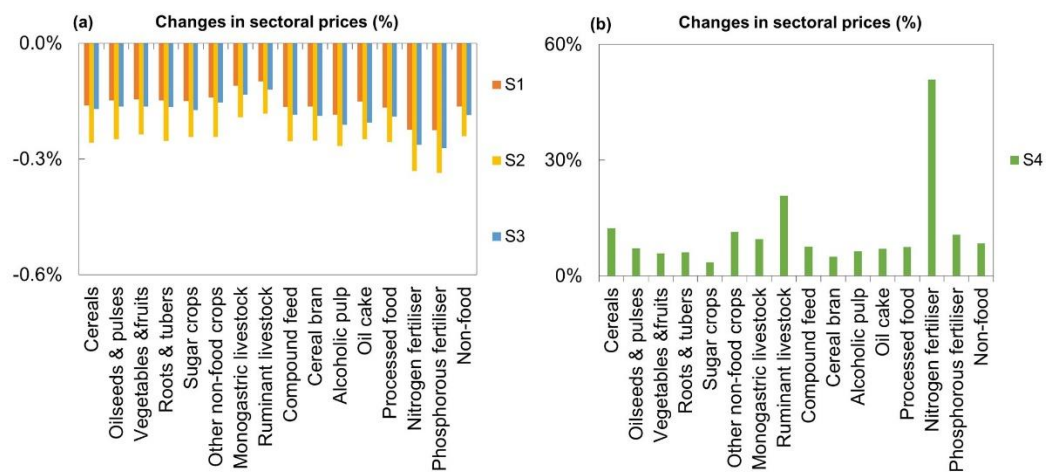 (a) Changes in sectoral prices (%)
0.0%
-0.3%
-0.6%
S1
S2
S3
Cereals
Oilseeds & pulses
Vegetables &fruits
Roots & tubers
Sugar crops
Other non-food crops
Monogastric livestock
Ruminant livestock
Compound feed
Cereal bran
Alcoholic pulp
Oil cake
Processed food
Nitrogen fertiliser
Phosphorous fertiliser
Non-food
(b) Changes in sectoral prices (%)
60%
30%
0%
S4
Cereals
Oilseeds & pulses
Vegetables &fruits
Roots & tubers
Sugar crops
Other non-food crops
Monogastric livestock
Ruminant livestock
Compound feed
Cereal bran
Alcoholic pulp
Oil cake
Processed food
Nitrogen fertiliser
Phosphorous fertiliser
Non-food